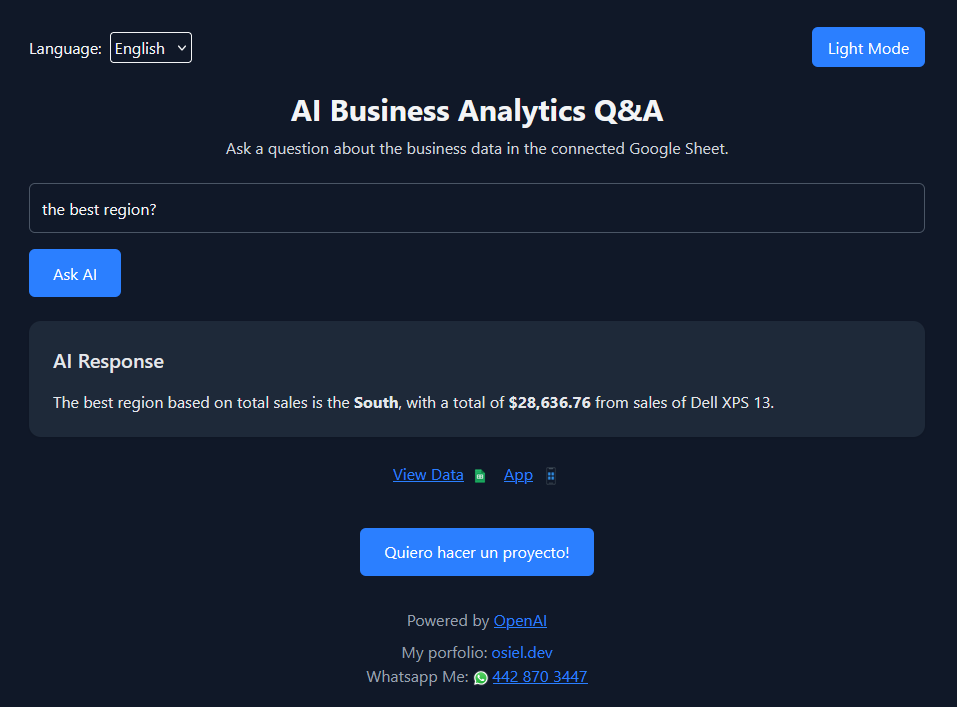 Language: English
Light Mode
AI Business Analytics Q&A
Ask a question about the business data in the connected Google Sheet.
the best region?
Ask AI
AI Response
The best region based on total sales is the South, with a total of $28,636.76 from sales of Dell XPS 13.
View Data App
Quiero hacer un proyecto!
Powered by OpenAI
My porfolio: osiel.dev
Whatsapp Me: 442 870 3447